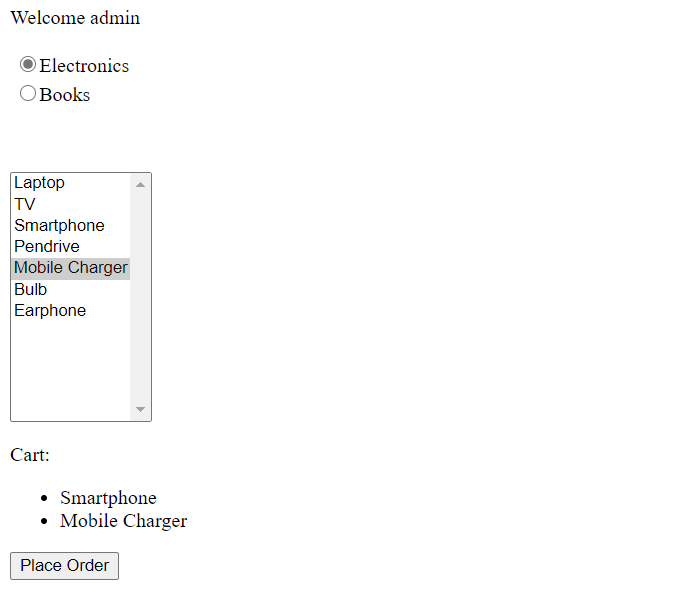 Welcome admin
Electronics
Books
Laptop
TV
Smartphone
Pendrive
Mobile Charger
Bulb
Earphone
Cart:
Smartphone
Mobile Charger
Place Order